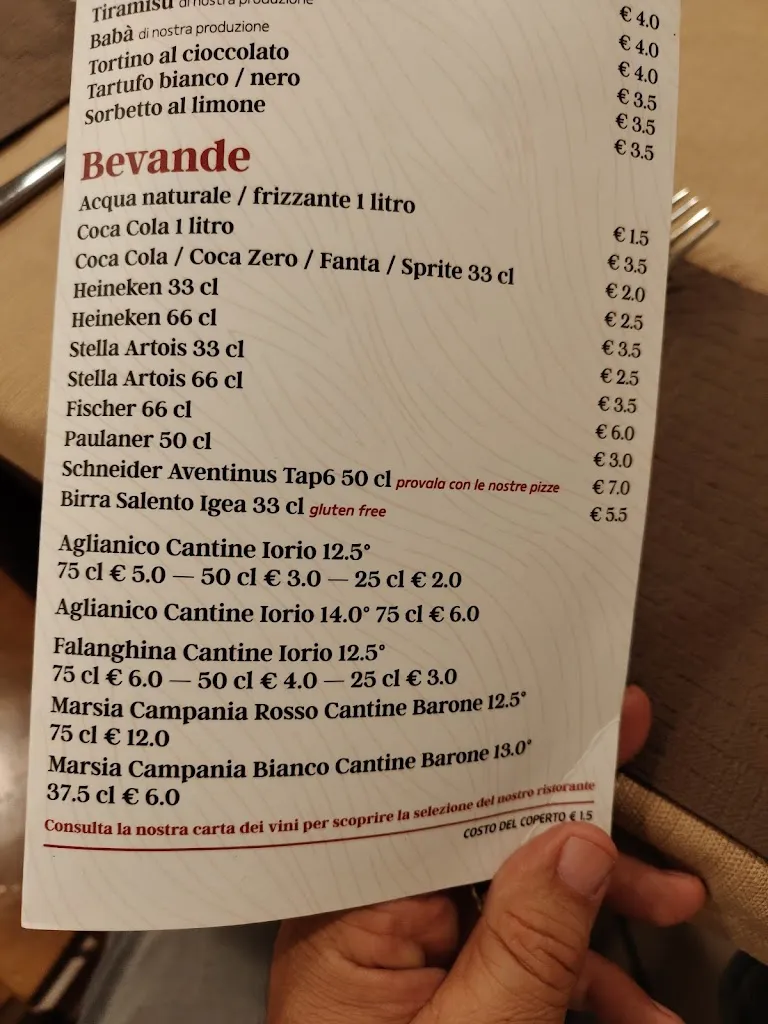 € 4.0
Tiramisù di nostra produzione € 4.0
Babà di nostra produzione € 4.0
Tortino al cioccolato € 3.5
Tartufo bianco / nero € 3.5
Sorbetto al limone € 3.5
Bevande
Acqua naturale / frizzante 1 litro € 1.5
Coca Cola 1 litro € 3.5
Coca Cola / Coca Zero / Fanta / Sprite 33 cl € 2.0
Heineken 33 cl € 2.5
Heineken 66 cl € 3.5
Stella Artois 33 cl € 2.5
Stella Artois 66 cl € 3.5
Fischer 66 cl € 6.0
Paulaner 50 cl € 3.0
Schneider Aventinus Tap6 50 cl provala con le nostre pizze € 7.0
Birra Salento Igea 33 cl gluten free € 5.5
Aglianico Cantine Iorio 12.5°
75 cl € 5.0 — 50 cl € 3.0 — 25 cl € 2.0
Aglianico Cantine Iorio 14.0° 75 cl € 6.0
Falanghina Cantine Iorio 12.5°
75 cl € 6.0 — 50 cl € 4.0 — 25 cl € 3.0
Marsia Campania Rosso Cantine Barone 12.5°
75 cl € 12.0
Marsia Campania Bianco Cantine Barone 13.0°
37.5 cl € 6.0
Consulta la nostra carta dei vini per scoprire la selezione del nostro ristorante
COSTO DEL COPERTO € 1.5